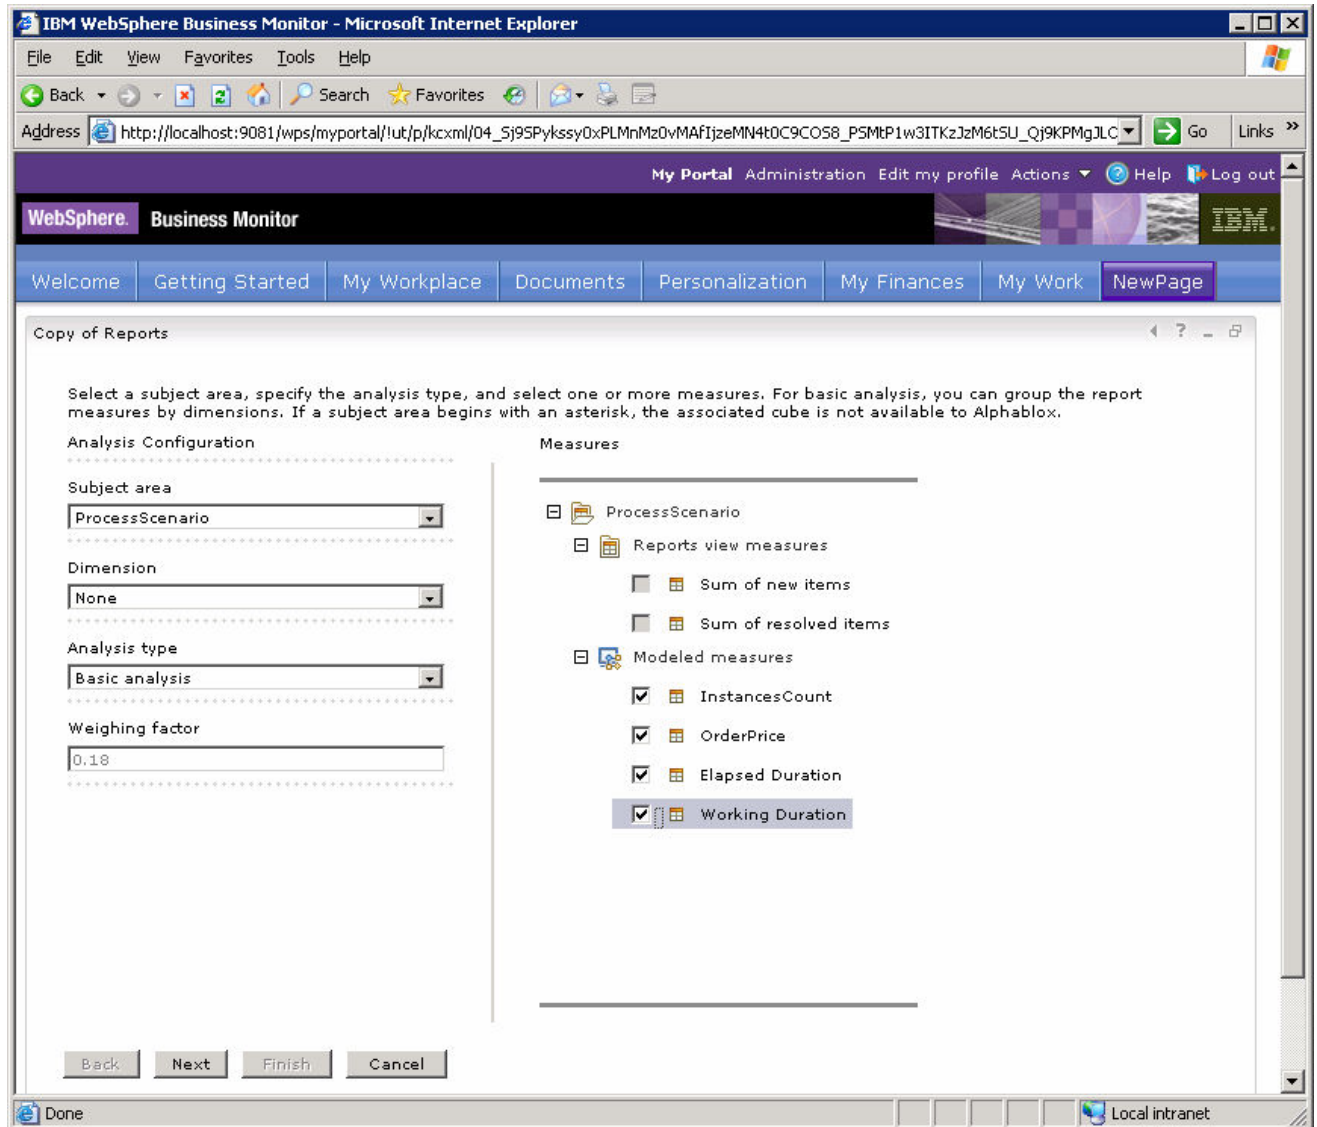 IBM WebSphere Business Monitor - Microsoft Internet Explorer
File Edit View Favorites Tools Help
Back Search Favorites
Address http://localhost:9081/wps/myportal/!ut/p/kcxml/04_Sj9SPykssy0xPLMnMz0vMAfIjzeMN4t0C9COS8_PSMtP1w3ITKzJzM6tSU_Qj9KPMgJLC Go Links »
My Portal Administration Edit my profile Actions Help Log out
WebSphere. Business Monitor IBM.
Welcome Getting Started My Workplace Documents Personalization My Finances My Work NewPage
Copy of Reports
Select a subject area, specify the analysis type, and select one or more measures. For basic analysis, you can group the report
measures by dimensions. If a subject area begins with an asterisk, the associated cube is not available to Alphablox.
Analysis Configuration
Subject area
ProcessScenario
Dimension
None
Analysis type
Basic analysis
Weighing factor
0.18
Measures
ProcessScenario
Reports view measures
Sum of new items
Sum of resolved items
Modeled measures
InstancesCount
OrderPrice
Elapsed Duration
Working Duration
Back Next Finish Cancel
Done Local intranet